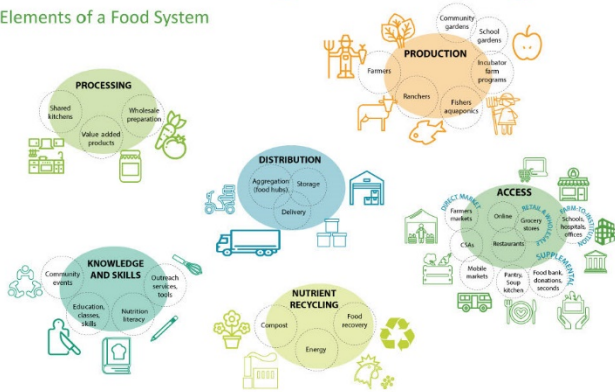 Elements of a Food System
PRODUCTION
Community
gardens
School
gardens
Farmers
Incubator
farm
programs
Ranchers
Fishers
aquaponics
PROCESSING
Shared
kitchens
Wholesale
preparation
Value added
products
DISTRIBUTION
Aggregation
(food hubs)
Storage
Delivery
ACCESS
DIRECT MARKET
RETAIL & WHOLESALE
FARM-TO-INSTITUTION
SUPPLEMENTAL
Farmers
markets
Online
Grocery
stores
Schools,
hospitals,
offices
CSAs
Restaurants
Mobile
markets
Pantry,
Soup
kitchen
Food bank,
donations,
seconds
KNOWLEDGE
AND SKILLS
Community
events
Outreach
services,
tools
Education,
classes,
skills
Nutrition
literacy
NUTRIENT
RECYCLING
Compost
Food
recovery
Energy